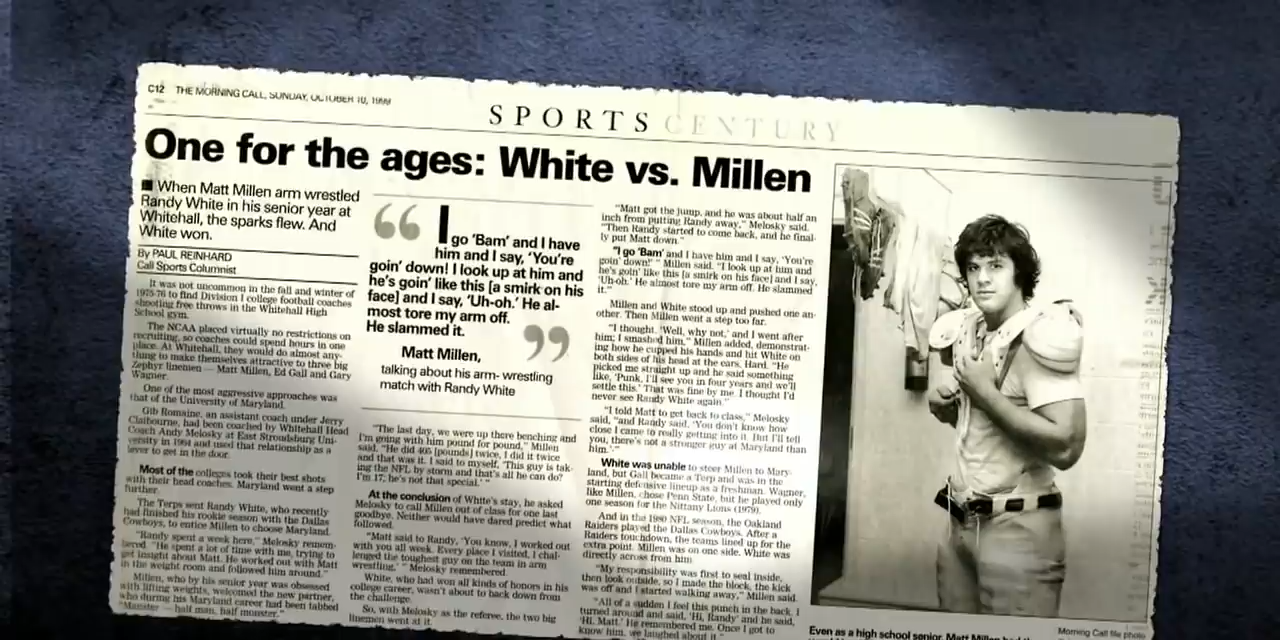 C12 THE MORNING CALL, SUNDAY, OCTOBER 10, 1999
SPORTS CENTURY
One for the ages: White vs. Millen
When Matt Millen arm wrestled
Randy White in his senior year at
Whitehall, the sparks flew. And
White won.
By PAUL REINHARD
Call Sports Columnist
It was not uncommon in the fall and winter of
1975-76 to find Division I college football coaches
shooting free throws in the Whitehall High
School gym.
The NCAA placed virtually no restrictions on
recruiting, so coaches could spend hours in one
place. At Whitehall, they would do almost any-
thing to make themselves attractive to three big
Zephyr linemen — Matt Millen, Ed Gall and Gary
Wagner.
One of the most aggressive approaches was
that of the University of Maryland.
Gib Romaine, an assistant coach under Jerry
Claibourne, had been coached by Whitehall Head
Coach Andy Melosky at East Stroudsburg Uni-
versity in 1964 and used that relationship as a
lever to get in the door.
Most of the colleges took their best shots
with their head coaches. Maryland went a step
further.
The Terps sent Randy White, who recently
had finished his rookie season with the Dallas
Cowboys, to entice Millen to choose Maryland.
"Randy spent a week here," Melosky remem-
bered. "He spent a lot of time with me, trying to
get insight about Matt. He worked out with Matt
in the weight room and followed him around."
Millen, who by his senior year was obsessed
with lifting weights, welcomed the new partner,
who during his Maryland career had been tabbed
"Manster — half man, half monster."
“
I go 'Bam' and I have
him and I say, 'You're
goin' down! I look up at him and
he's goin' like this [a smirk on his
face] and I say, 'Uh-oh.' He al-
most tore my arm off.
He slammed it.
”
Matt Millen,
talking about his arm- wrestling
match with Randy White
"The last day, we were up there benching and
I'm going with him pound for pound," Millen
said. "He did 405 [pounds] twice, I did it twice
and that was it. I said to myself, 'This guy is tak-
ing the NFL by storm and that's all he can do?
I'm 17; he's not that special.' "
At the conclusion of White's stay, he asked
Melosky to call Millen out of class for one last
goodbye. Neither would have dared predict what
followed.
"Matt said to Randy, 'You know, I worked out
with you all week. Every place I visited, I chal-
lenged the toughest guy on the team in arm
wrestling,' " Melosky remembered.
White, who had won all kinds of honors in his
college career, wasn't about to back down from
the challenge.
So, with Melosky as the referee, the two big
linemen went at it.
"Matt got the jump, and he was about half an
inch from putting Randy away," Melosky said.
"Then Randy started to come back, and he final-
ly put Matt down."
"I go 'Bam' and I have him and I say, 'You're
goin' down!' " Millen said. "I look up at him and
he's goin' like this [a smirk on his face] and I say,
'Uh-oh.' He almost tore my arm off. He slammed
it."
Millen and White stood up and pushed one an-
other. Then Millen went a step too far.
"I thought, 'Well, why not,' and I went after
him; I smashed him," Millen added, demonstrat-
ing how he cupped his hands and hit White on
both sides of his head at the ears. Hard. "He
picked me straight up and he said something
like, 'Punk, I'll see you in four years and we'll
settle this.' That was fine by me. I thought I'd
never see Randy White again."
"I told Matt to get back to class," Melosky
said, "and Randy said, 'You don't know how
close I came to really getting into it. But I'll tell
you, there's not a stronger guy at Maryland than
him.'"
White was unable to steer Millen to Mary-
land, but Gall became a Terp and was in the
starting defensive lineup as a freshman. Wagner,
like Millen, chose Penn State, but he played only
one season for the Nittany Lions (1979).
And in the 1980 NFL season, the Oakland
Raiders played the Dallas Cowboys. After a
Raiders touchdown, the teams lined up for the
extra point. Millen was on one side. White was
directly across from him.
"My responsibility was first to seal inside,
then look outside, so I made the block, the kick
was off and I started walking away," Millen said.
"All of a sudden I feel this punch in the back. I
turned around and said, 'Hi, Randy,' and he said,
'Hi, Matt.' He remembered me. Once I got to
know him, we laughed about it."
Morning Call file photo
Even as a high school senior, Matt Millen had the